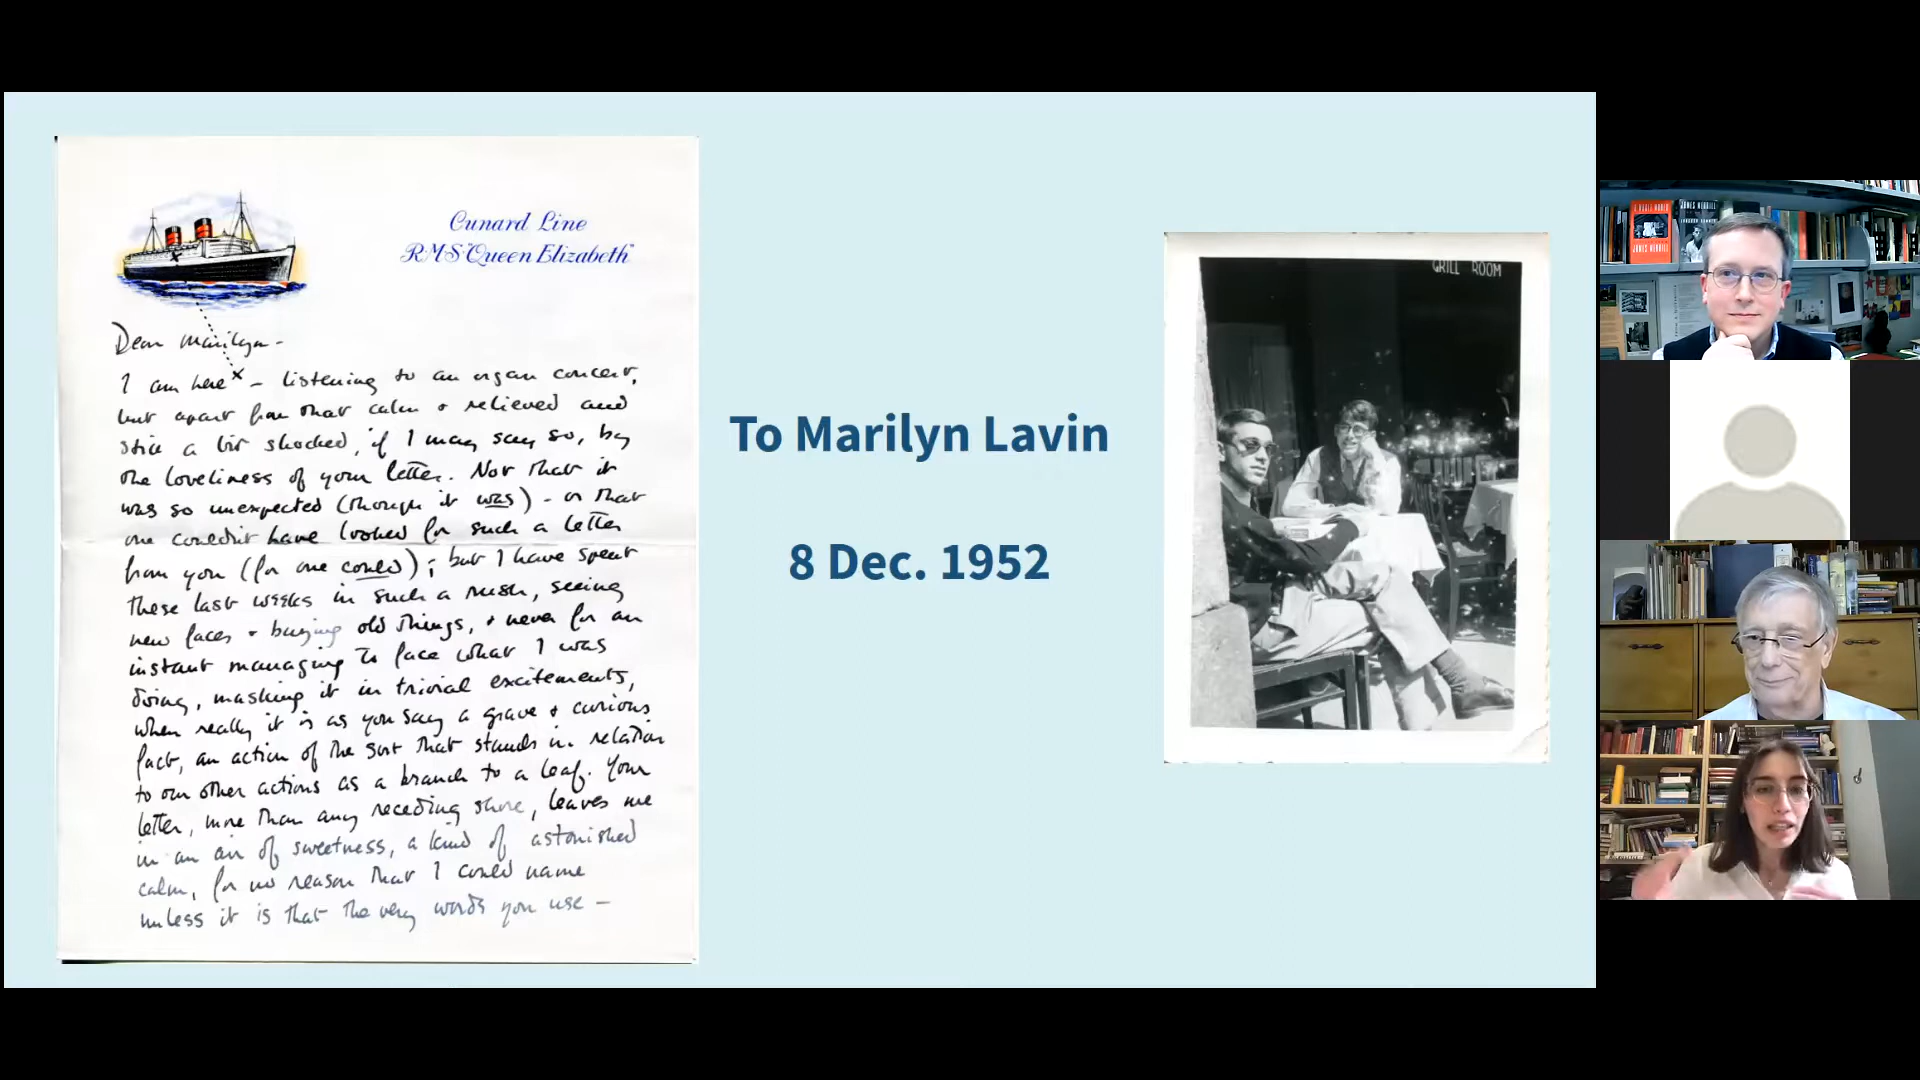 Cunard Line
RMS "Queen Elizabeth"
Dear Marilyn -
I am here x - listening to an organ concert,
but apart from that calm & relieved and
still a bit shocked, if I may say so, by
the loveliness of your letter. Not that it
was so unexpected (though it was) - or that
one couldn't have looked for such a letter
from you (for one could); but I have spent
these last weeks in such a rush, seeing
new faces & buying old things, & never for an
instant managing to face what I was
doing, masking it in trivial excitements,
when really it is as you say a grave & curious
fact, an action of the sort that stands in relation
to our other actions as a branch to a leaf. Your
letter, more than any receding shore, leaves me
in an air of sweetness, a kind of astonished
calm, for no reason that I could name
unless it is that the very words you use -
To Marilyn Lavin
8 Dec. 1952
GRILL ROOM
JAMES MERRILL
JAMES MERRILL